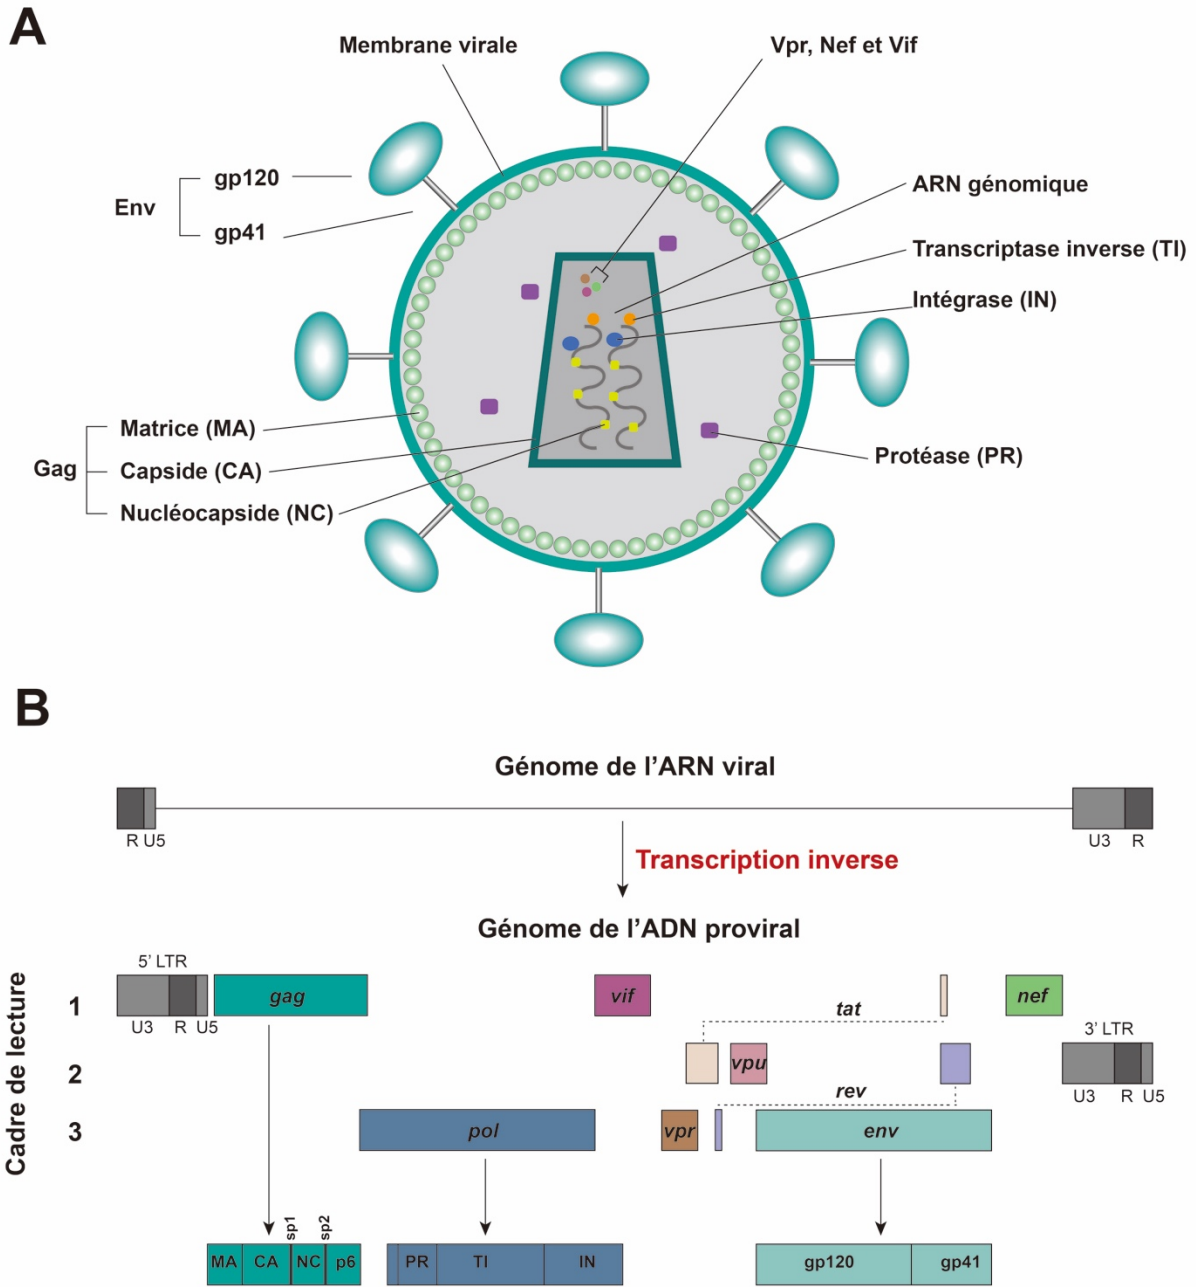 A
Membrane virale
Vpr, Nef et Vif
gp120
Env
gp41
ARN génomique
Transcriptase inverse (TI)
Intégrase (IN)
Matrice (MA)
Gag
Capside (CA)
Nucléocapside (NC)
Protéase (PR)
B
Génome de l'ARN viral
R U5
U3 R
Transcription inverse
Génome de l'ADN proviral
Cadre de lecture
5' LTR
1
gag
vif
tat
nef
U3 R U5
3' LTR
2
vpu
rev
U3 R U5
3
pol
vpr
env
sp1
sp2
MA CA NC p6
PR TI IN
gp120 gp41